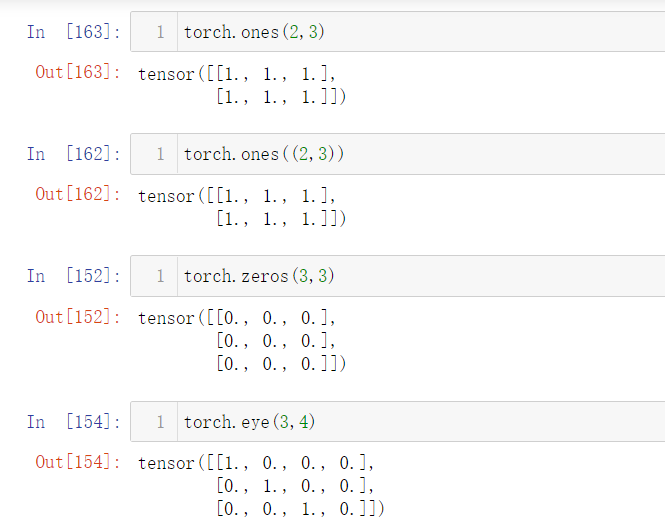 In [163]: 1 torch.ones(2,3)
Out[163]: tensor([[1., 1., 1.],
[1., 1., 1.]])
In [162]: 1 torch.ones((2,3))
Out[162]: tensor([[1., 1., 1.],
[1., 1., 1.]])
In [152]: 1 torch.zeros(3,3)
Out[152]: tensor([[0., 0., 0.],
[0., 0., 0.],
[0., 0., 0.]])
In [154]: 1 torch.eye(3,4)
Out[154]: tensor([[1., 0., 0., 0.],
[0., 1., 0., 0.],
[0., 0., 1., 0.]])